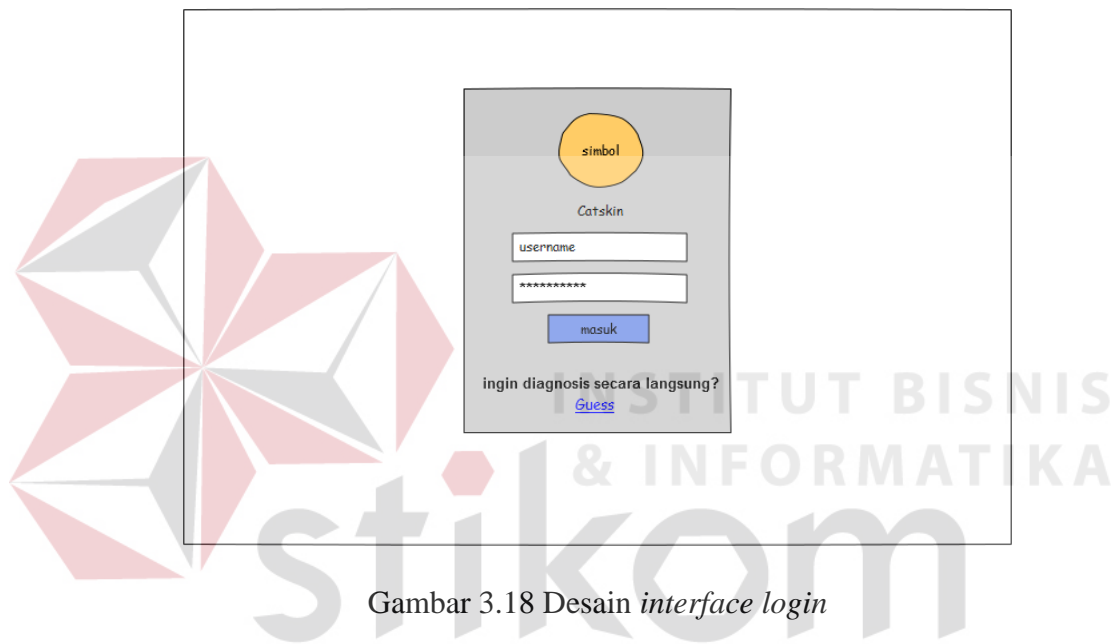 simbol
Catskin
username
**********
masuk
ingin diagnosis secara langsung?
Guess
INSTITUT BISNIS
& INFORMATIKA
stikom
Gambar 3.18 Desain interface login